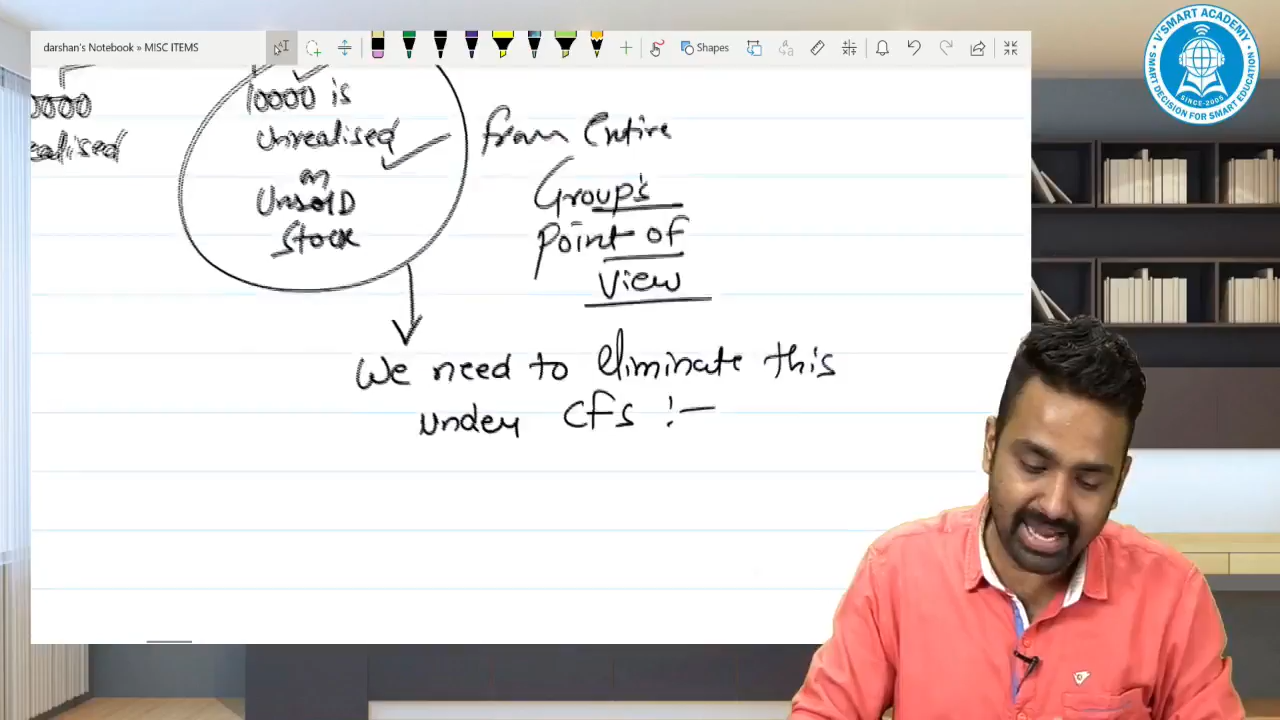 darshan's Notebook » MISC ITEMS
Shapes
V'SMART ACADEMY
SINCE-2005
SMART DECISION FOR SMART EDUCATION
0000
ealised
10000 is
unrealised
on
Unsold
Stock
from Entire
Group's
Point of
View
We need to eliminate this
under CFS :-